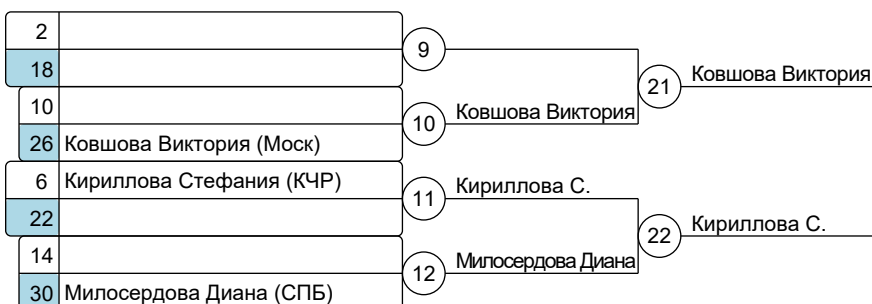 2
18
9
10
26 Ковшова Виктория (Моск)
10 Ковшова Виктория
21 Ковшова Виктория
6 Кириллова Стефания (КЧР)
22
11 Кириллова С.
14
30 Милосердова Диана (СПБ)
12 Милосердова Диана
22 Кириллова С.